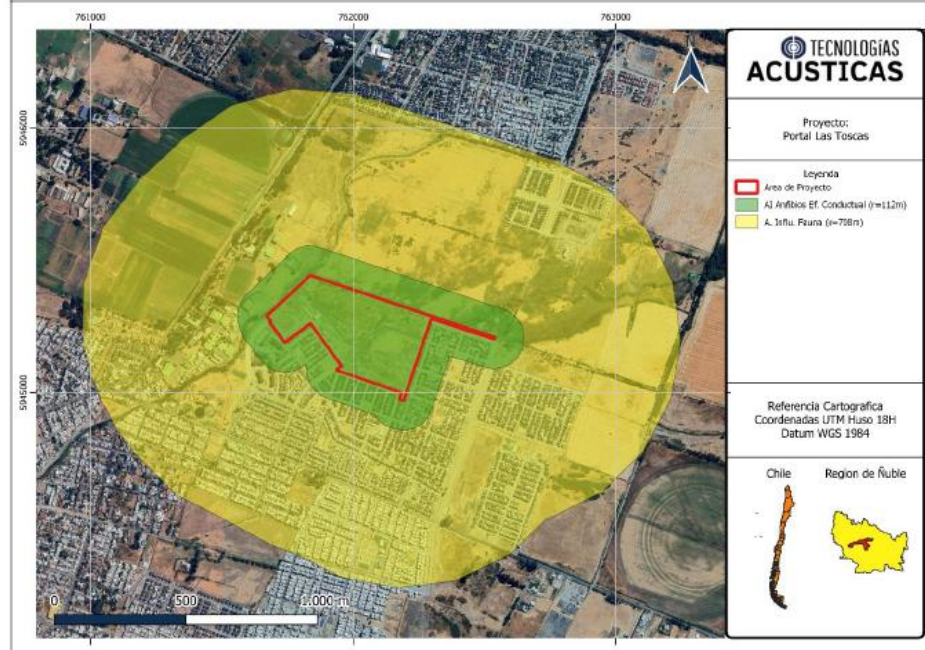 761000
762000
763000
5946000
5945000
TECNOLOGÍAS
ACUSTICAS
Proyecto:
Portal Las Toscas
Leyenda
Area de Proyecto
AI Anfibios Ef. Conductual (r=112m)
A. Influ. Fauna (r=798m)
Referencia Cartografica
Coordenadas UTM Huso 18H
Datum WGS 1984
Chile
Region de Ñuble
0
500
1.000 m